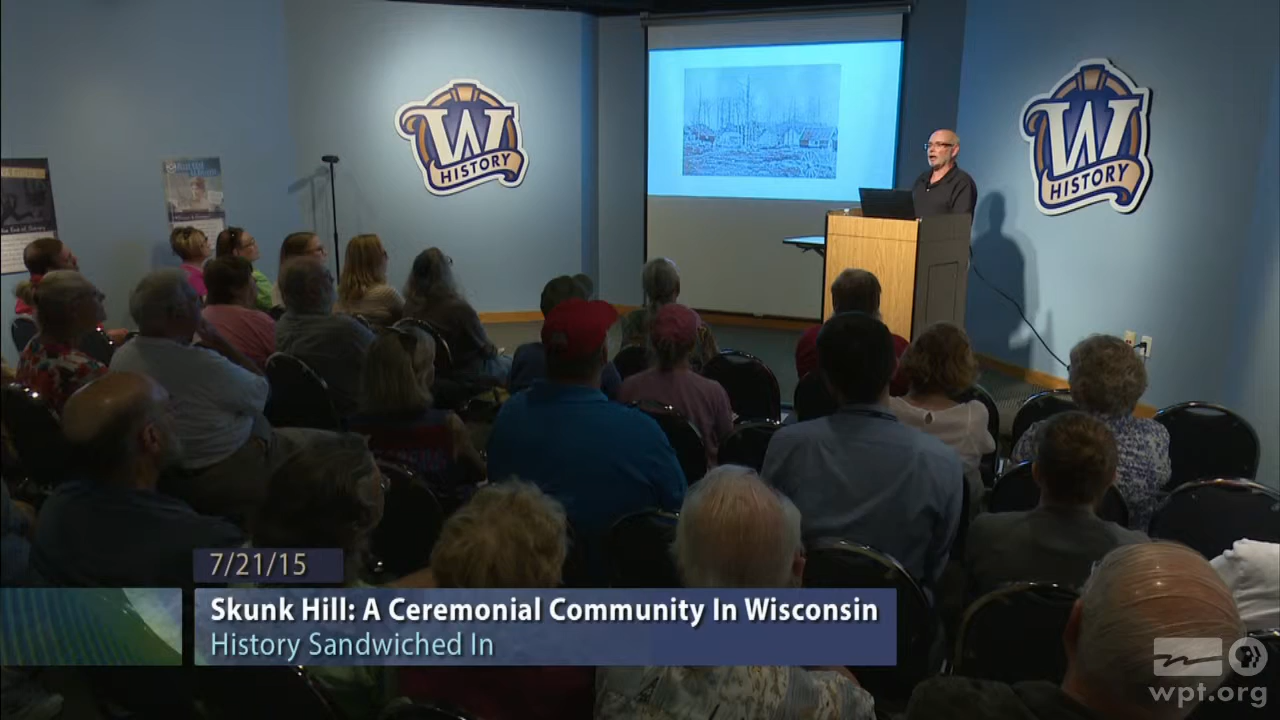 W
HISTORY
W
HISTORY
7/21/15
Skunk Hill: A Ceremonial Community In Wisconsin
History Sandwiched In
wpt.org